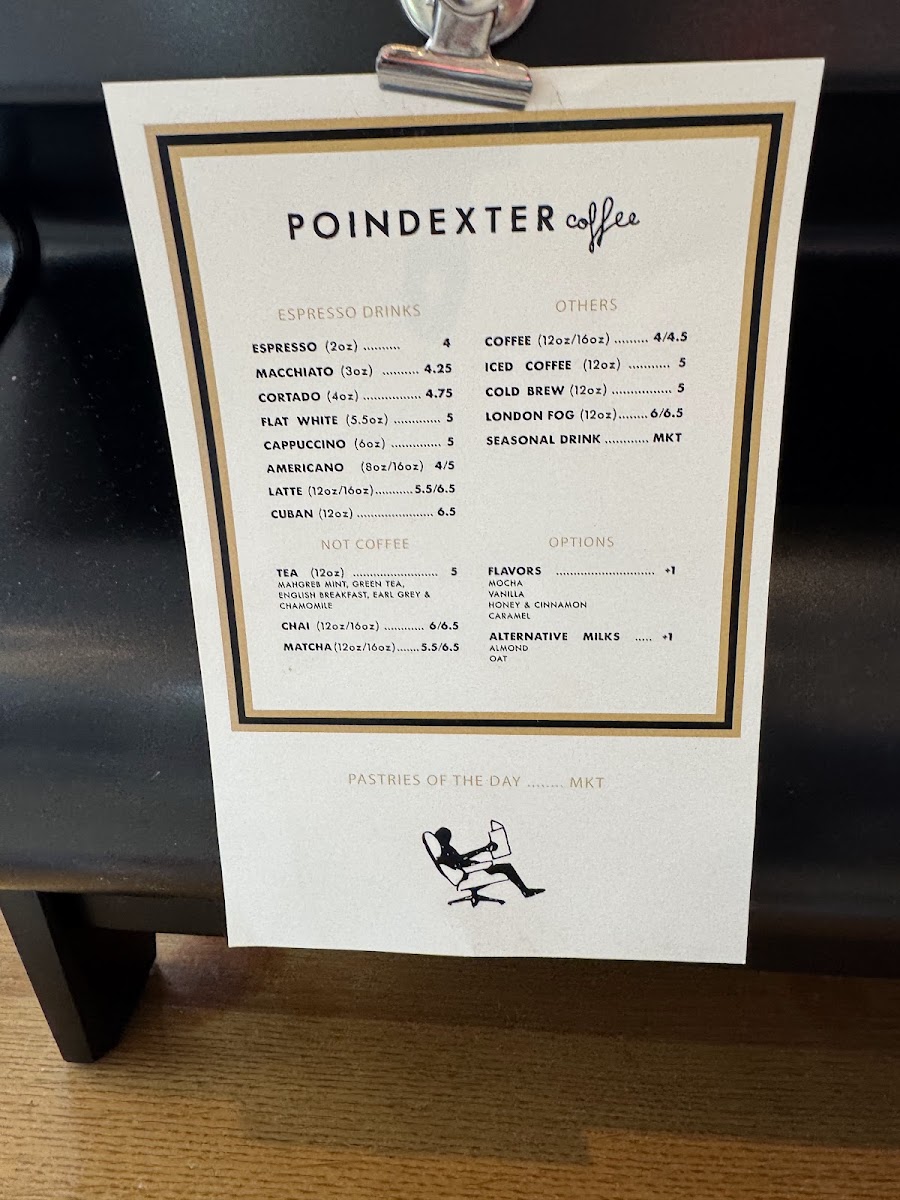 POINDEXTER coffee
ESPRESSO DRINKS
ESPRESSO (2oz) .......... 4
MACCHIATO (3oz) .......... 4.25
CORTADO (4oz) ................ 4.75
FLAT WHITE (5.5oz) ............. 5
CAPPUCCINO (6oz) .............. 5
AMERICANO (8oz/16oz) 4/5
LATTE (12oz/16oz)...........5.5/6.5
CUBAN (12oz) ....................... 6.5
OTHERS
COFFEE (12oz/16oz) .......... 4/4.5
ICED COFFEE (12oz) ........... 5
COLD BREW (12oz) ................. 5
LONDON FOG (12oz)........6/6.5
SEASONAL DRINK ............ MKT
NOT COFFEE
TEA (12oz) ......................... 5
MAHGREB MINT, GREEN TEA,
ENGLISH BREAKFAST, EARL GREY &
CHAMOMILE
CHAI (12oz/16oz) ............ 6/6.5
MATCHA(12oz/16oz).......5.5/6.5
OPTIONS
FLAVORS ............................. +1
MOCHA
VANILLA
HONEY & CINNAMON
CARAMEL
ALTERNATIVE MILKS ..... +1
ALMOND
OAT
PASTRIES OF THE DAY ........ MKT